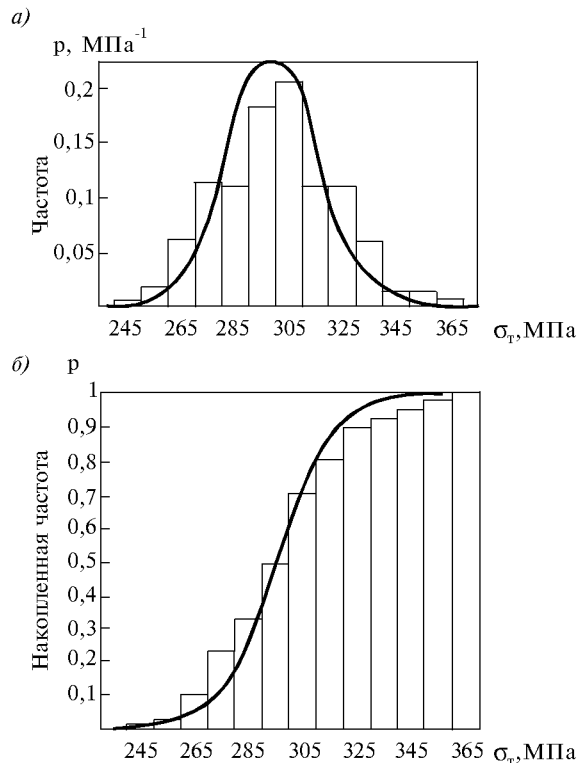 а)
p, МПа⁻¹
0,2
0,15
0,1
0,05
Частота
245 265 285 305 325 345 365 σт,МПа
б)
p
1
0,9
0,8
0,7
0,6
0,5
0,4
0,3
0,2
0,1
Накопленная частота
245 265 285 305 325 345 365 σт,МПа